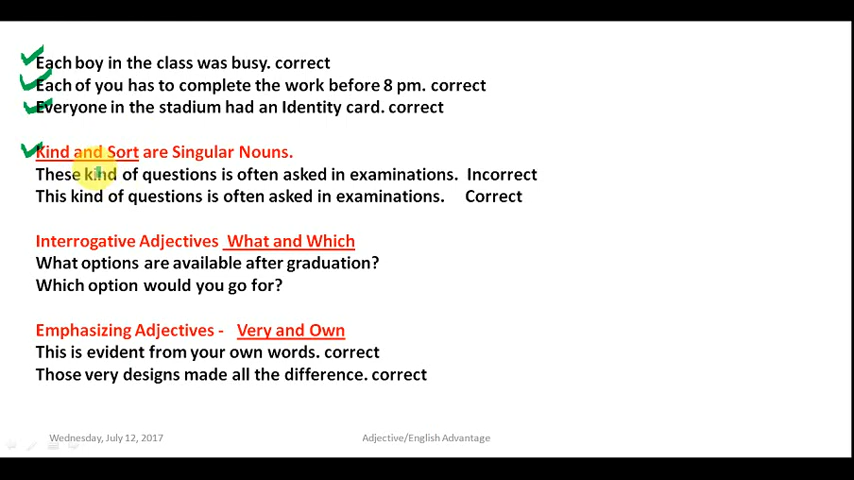 Each boy in the class was busy. correct
Each of you has to complete the work before 8 pm. correct
Everyone in the stadium had an Identity card. correct
Kind and Sort are Singular Nouns.
These kind of questions is often asked in examinations. Incorrect
This kind of questions is often asked in examinations. Correct
Interrogative Adjectives What and Which
What options are available after graduation?
Which option would you go for?
Emphasizing Adjectives - Very and Own
This is evident from your own words. correct
Those very designs made all the difference. correct
Wednesday, July 12, 2017
Adjective/English Advantage